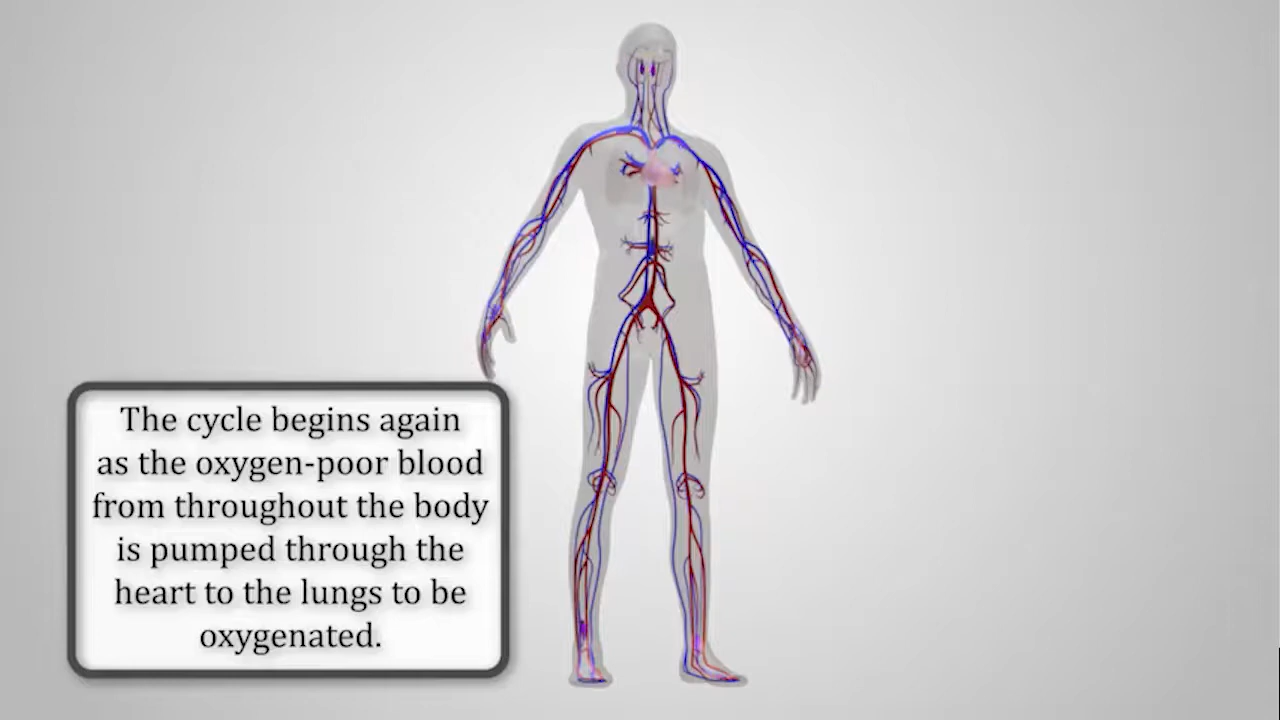 The cycle begins again
as the oxygen-poor blood
from throughout the body
is pumped through the
heart to the lungs to be
oxygenated.